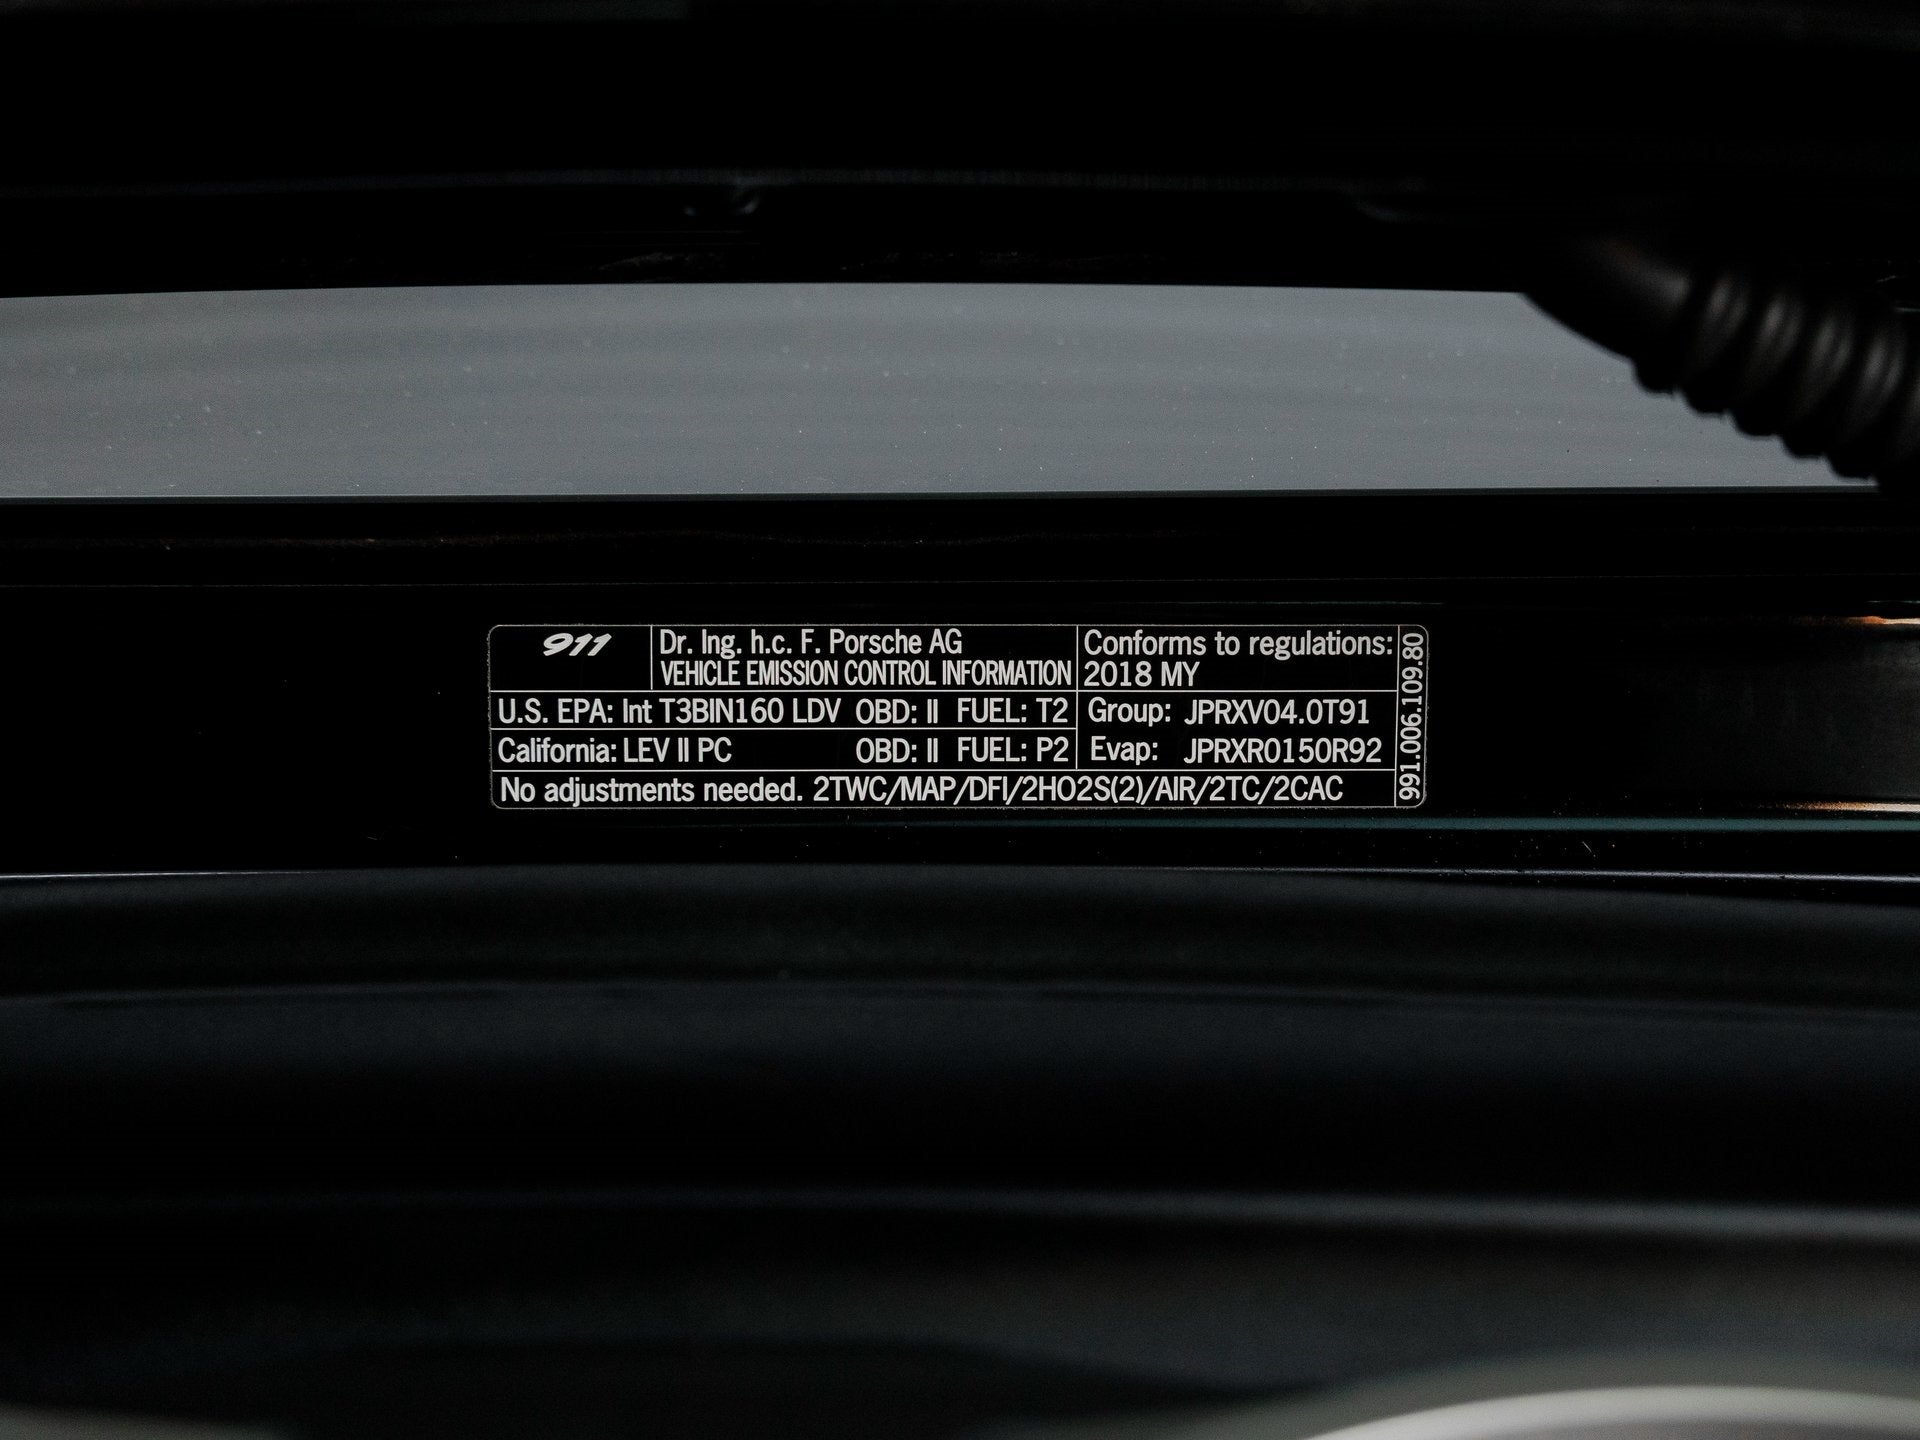 911
Dr. Ing. h.c. F. Porsche AG
VEHICLE EMISSION CONTROL INFORMATION
Conforms to regulations:
2018 MY
U.S. EPA: Int T3BIN160 LDV OBD: II FUEL: T2
Group: JPRXV04.0T91
California: LEV II PC OBD: II FUEL: P2
Evap: JPRXR0150R92
No adjustments needed. 2TWC/MAP/DFI/2HO2S(2)/AIR/2TC/2CAC
991.006.109.80